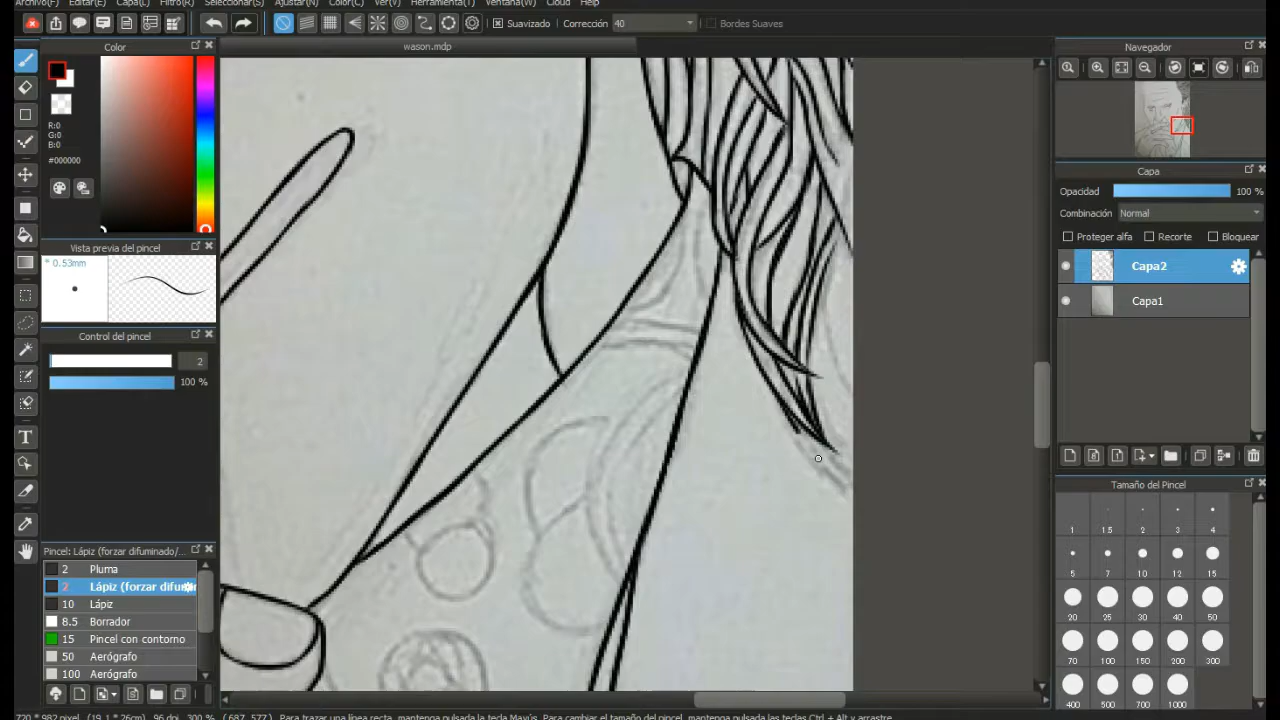 Archivo(F) Editar(E) Capa(L) Filtro(R) Seleccionar(S) Ajustar(N) Color(C) Ver(V) Herramienta(T) Ventana(W) Cloud Help
Suavizado Corrección 40 Bordes Suaves
Color
wason.mdp
Navegador
R:0
G:0
B:0
#000000
Capa
Opacidad 100 %
Combinación Normal
Proteger alfa Recorte Bloquear
Vista previa del pincel
* 0.53mm
Capa2
Capa1
Control del pincel
2
100 %
Tamaño del Pincel
1 1.5 2 3 4
5 7 10 12 15
20 25 30 40 50
70 100 150 200 300
400 500 700 1000
Pincel: Lápiz (forzar difuminado/...
2 Pluma
2 Lápiz (forzar difumin
10 Lápiz
8.5 Borrador
15 Pincel con contorno
50 Aerógrafo
100 Aerógrafo
720 * 982 pixel (19.1 * 26cm) 96 dpi 300 % (687, 577) Para trazar una línea recta, mantenga pulsada la tecla Mayús. Para cambiar el tamaño del pincel, mantenga pulsadas las teclas Ctrl + Alt y arrastre.